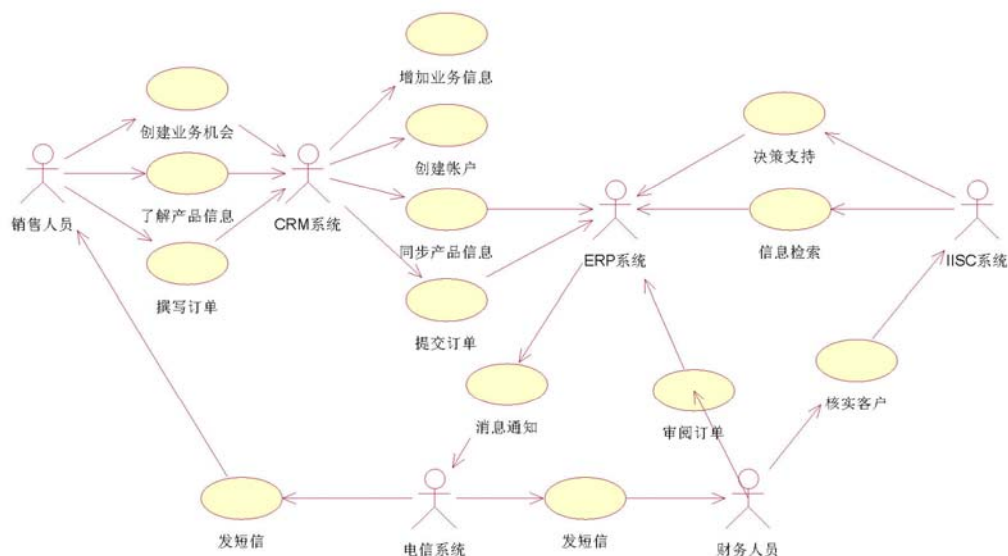 增加业务信息
创建业务机会
创建帐户
决策支持
销售人员
了解产品信息
CRM系统
同步产品信息
ERP系统
信息检索
IISC系统
撰写订单
提交订单
消息通知
审阅订单
核实客户
发短信
电信系统
发短信
财务人员